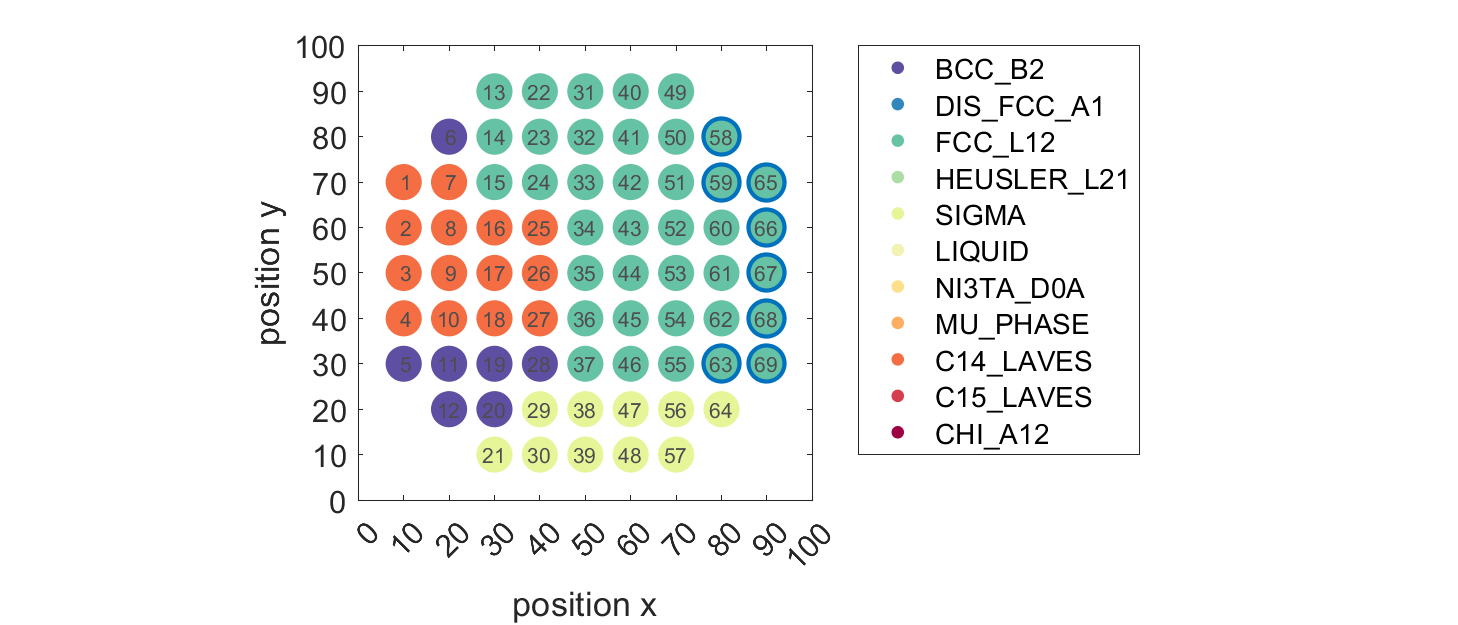 100
90
80
70
60
50
40
30
20
10
0
position y
13 22 31 40 49
6 14 23 32 41 50 58
1 7 15 24 33 42 51 59 65
2 8 16 25 34 43 52 60 66
3 9 17 26 35 44 53 61 67
4 10 18 27 36 45 54 62 68
5 11 19 28 37 46 55 63 69
12 20 29 38 47 56 64
21 30 39 48 57
0 10 20 30 40 50 60 70 80 90 100
position x
BCC_B2
DIS_FCC_A1
FCC_L12
HEUSLER_L21
SIGMA
LIQUID
NI3TA_D0A
MU_PHASE
C14_LAVES
C15_LAVES
CHI_A12